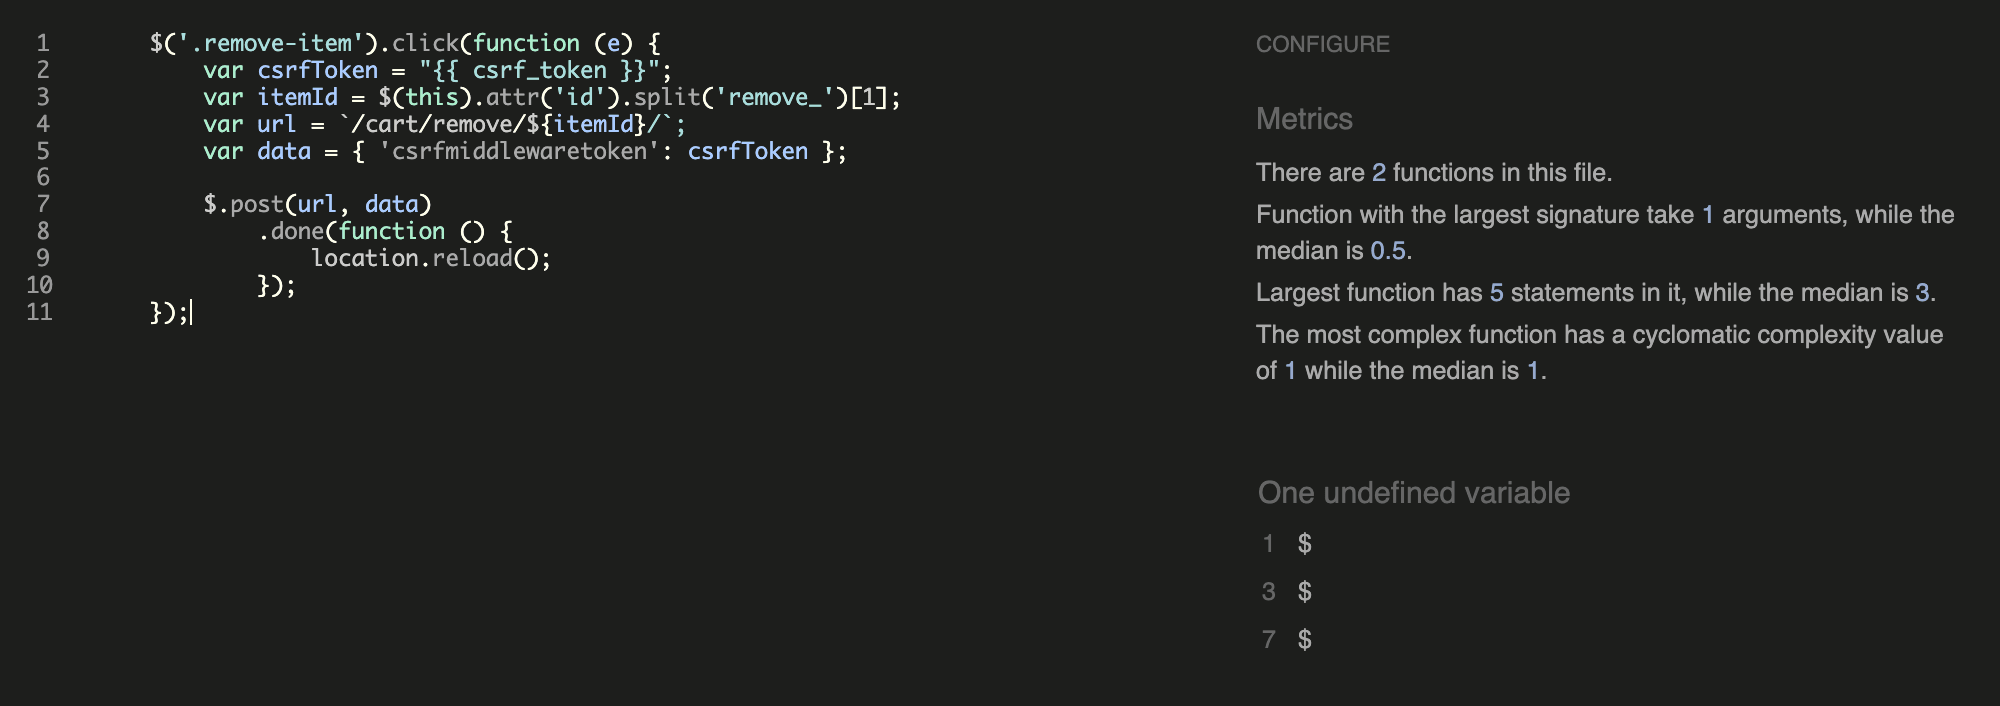 1 $('.remove-item').click(function (e) {
2 var csrfToken = "{{ csrf_token }}";
3 var itemId = $(this).attr('id').split('remove_')[1];
4 var url = `/cart/remove/${itemId}/`;
5 var data = { 'csrfmiddlewaretoken': csrfToken };
6
7 $.post(url, data)
8 .done(function () {
9 location.reload();
10 });
11 });
CONFIGURE
Metrics
There are 2 functions in this file.
Function with the largest signature take 1 arguments, while the
median is 0.5.
Largest function has 5 statements in it, while the median is 3.
The most complex function has a cyclomatic complexity value
of 1 while the median is 1.
One undefined variable
1 $
3 $
7 $